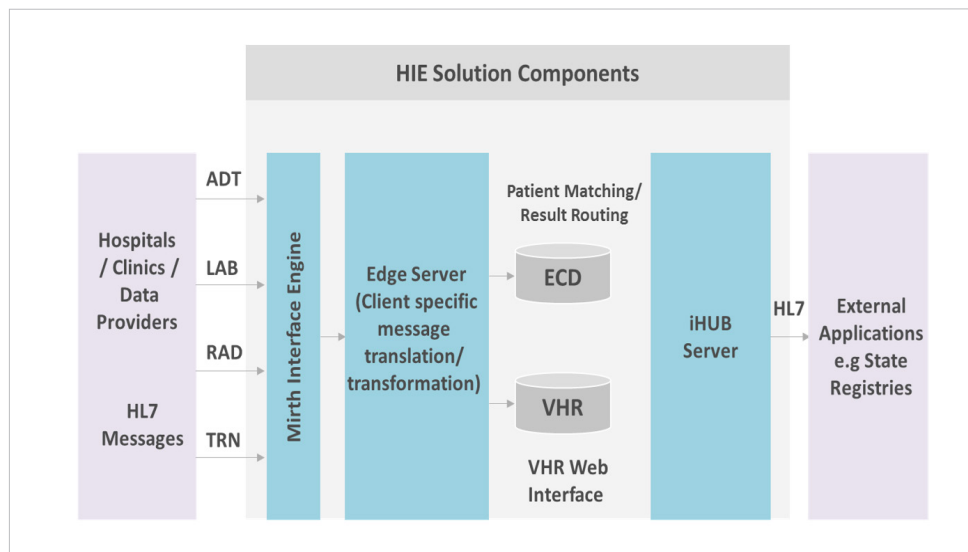 HIE Solution Components
Hospitals
/ Clinics /
Data
Providers
HL7
Messages
ADT
LAB
RAD
TRN
Mirth Interface Engine
Edge Server
(Client specific
message
translation/
transformation)
Patient Matching/
Result Routing
ECD
VHR
VHR Web
Interface
iHUB
Server
HL7
External
Applications
e.g State
Registries